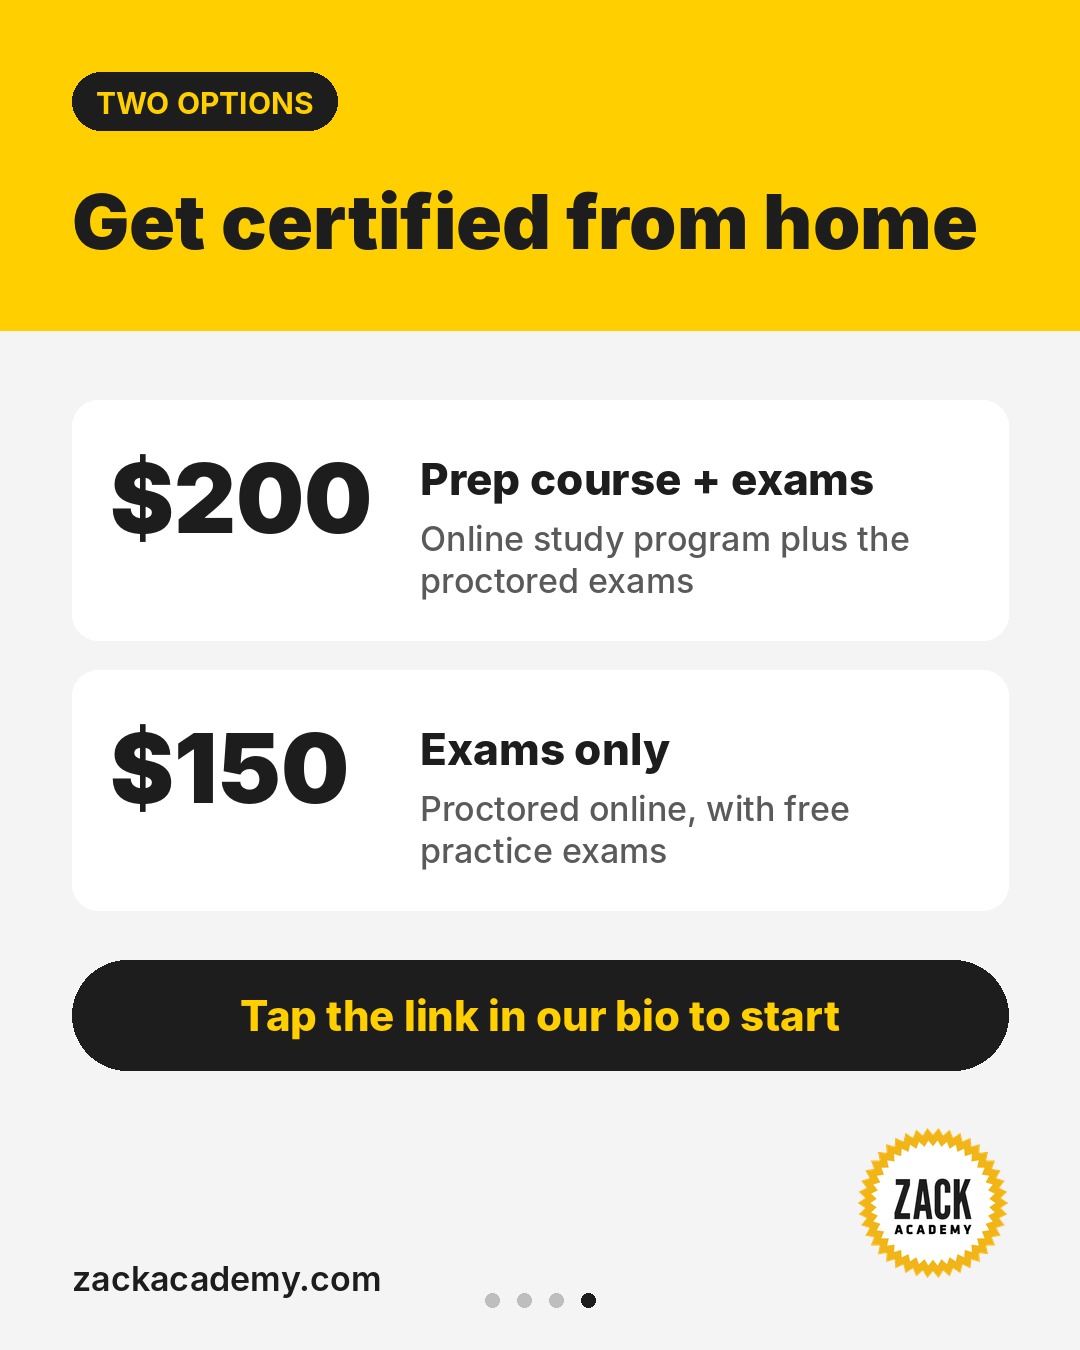 TWO OPTIONS
Get certified from home
$200
Prep course + exams
Online study program plus the
proctored exams
$150
Exams only
Proctored online, with free
practice exams
Tap the link in our bio to start
ZACK
ACADEMY
zackacademy.com